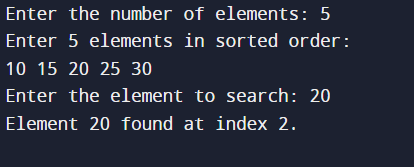 Enter the number of elements: 5
Enter 5 elements in sorted order:
10 15 20 25 30
Enter the element to search: 20
Element 20 found at index 2.